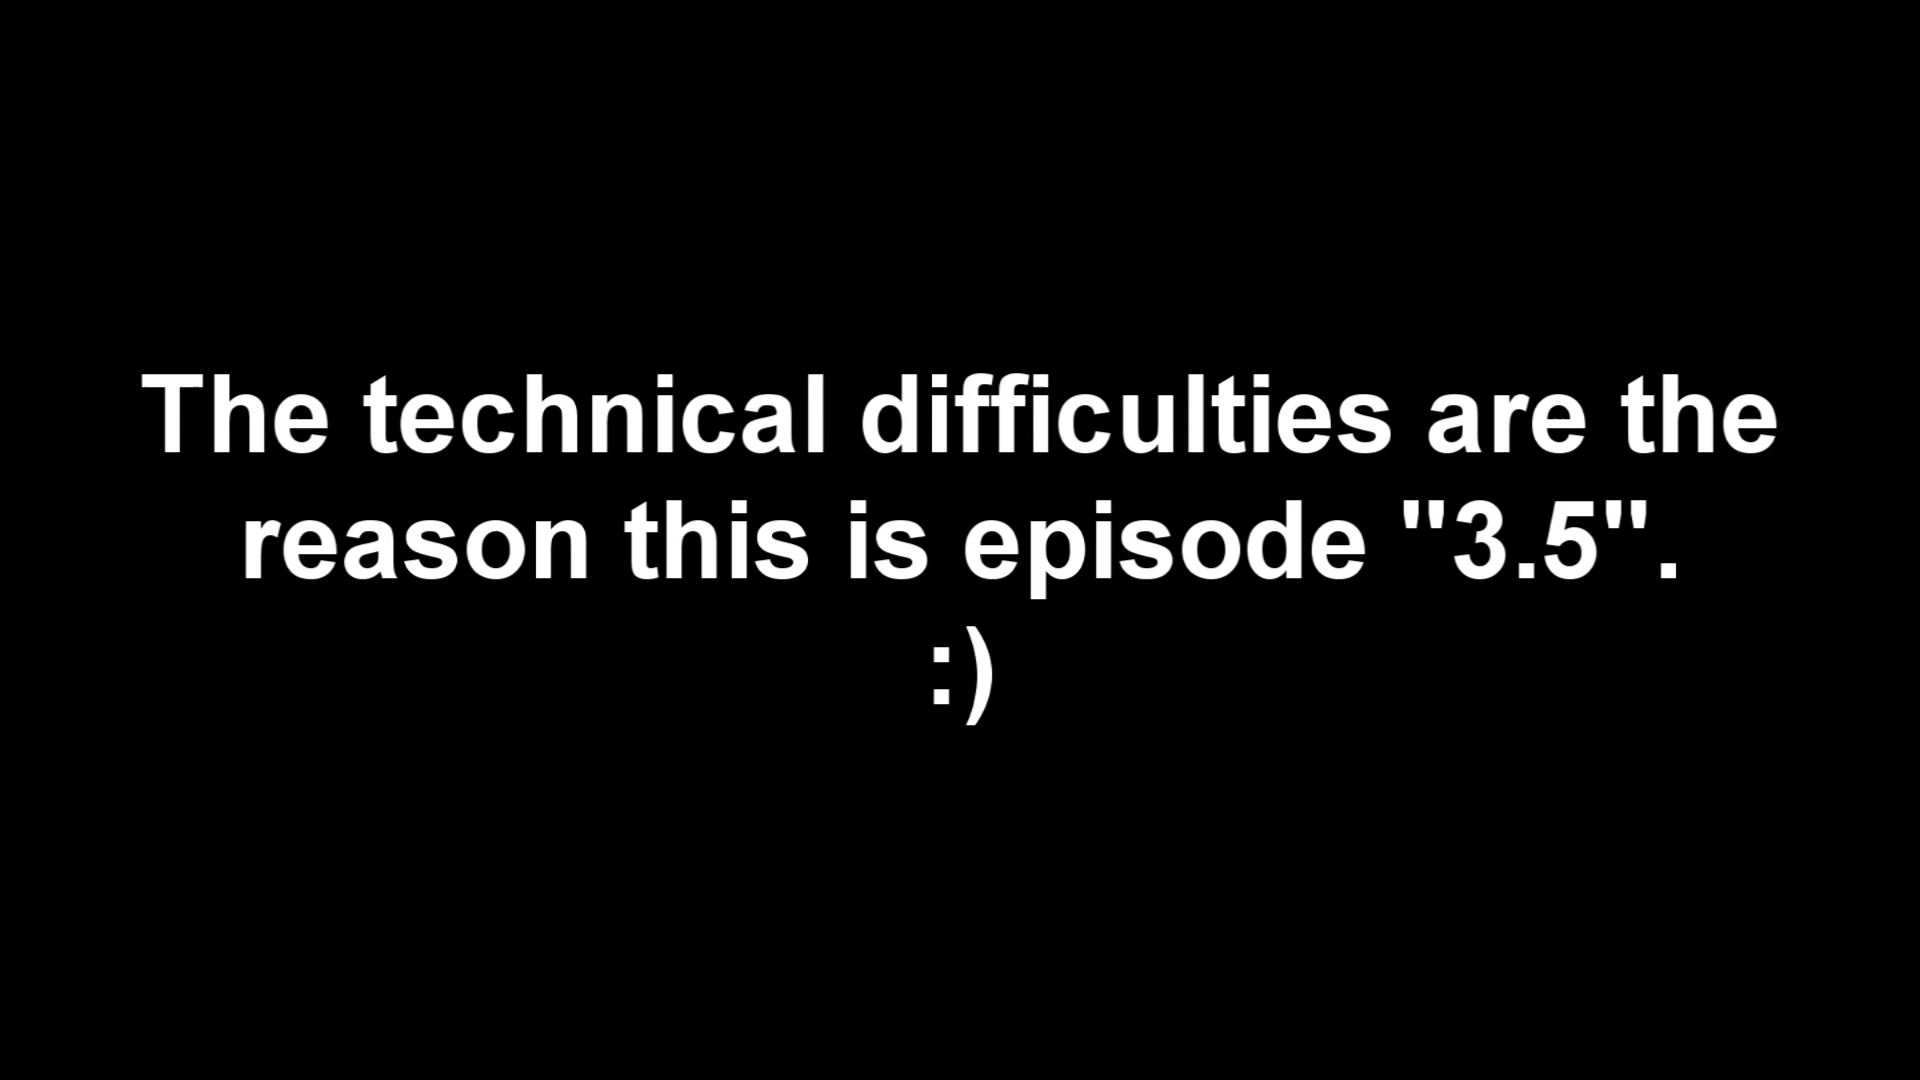 The technical difficulties are the
reason this is episode "3.5".
:)